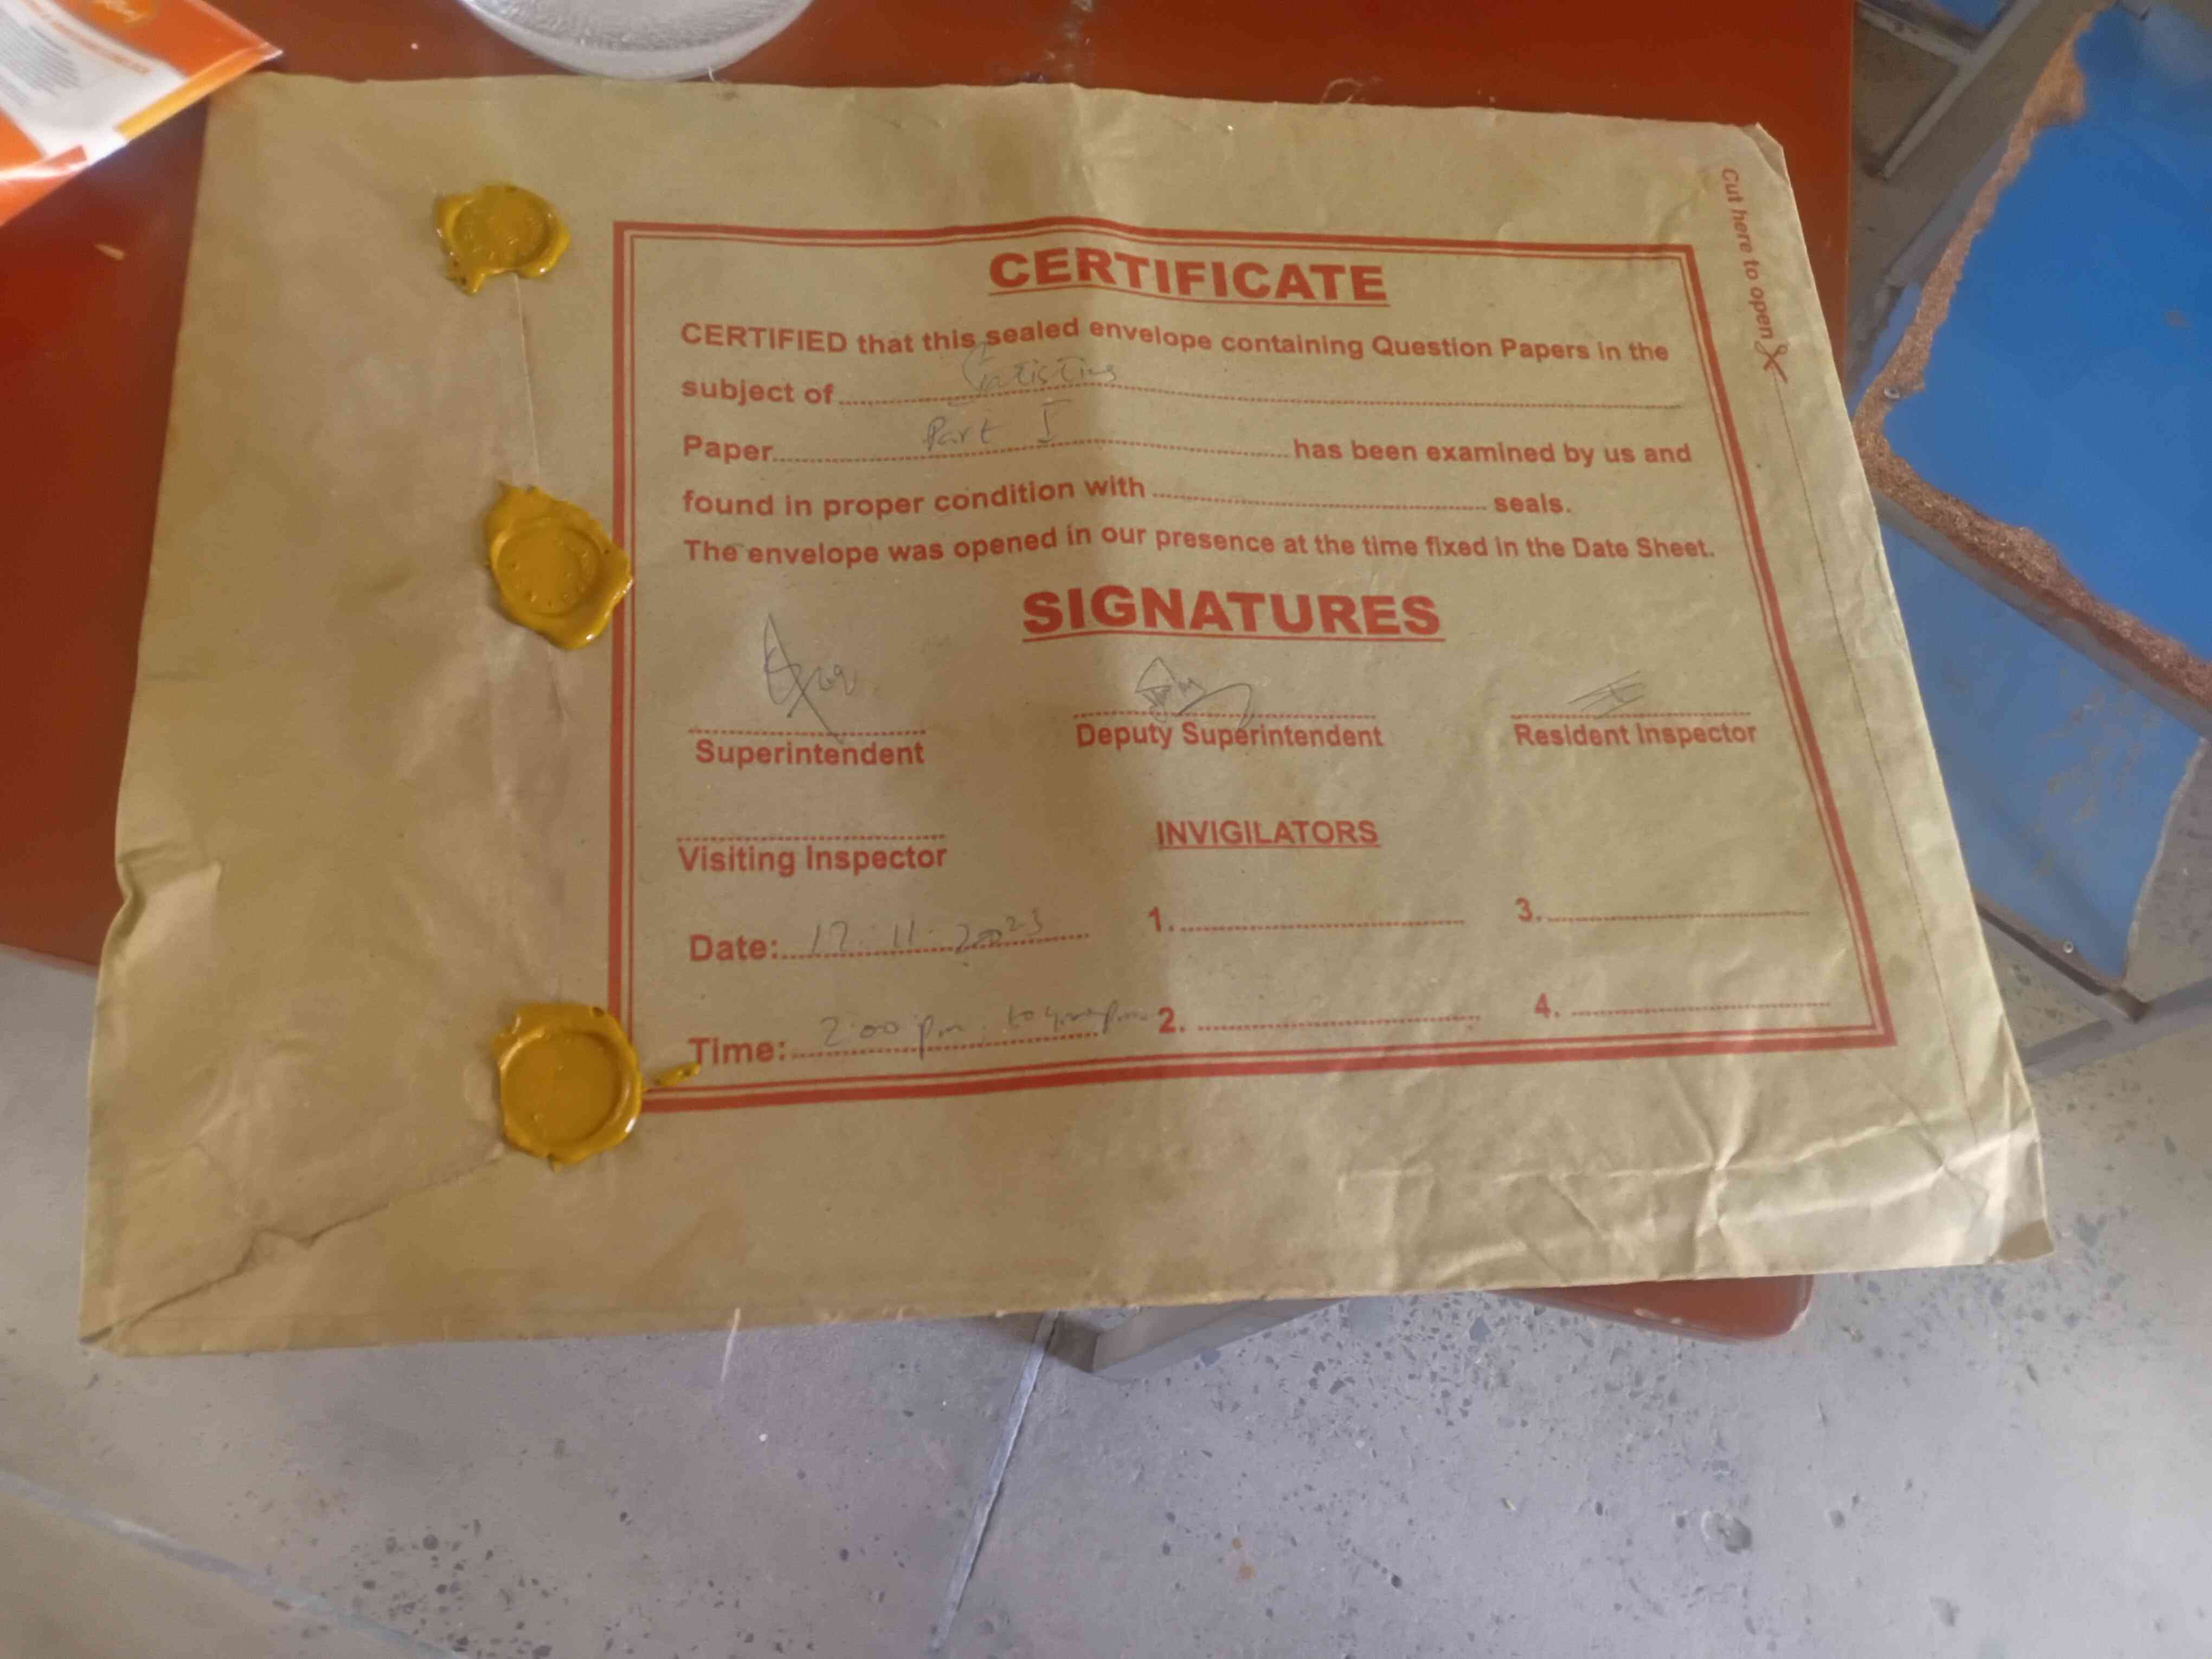 Cut here to open
CERTIFICATE
CERTIFIED that this sealed envelope containing Question Papers in the
subject of Statistics
Paper Part I has been examined by us and
found in proper condition with seals.
The envelope was opened in our presence at the time fixed in the Date Sheet.
SIGNATURES
Superintendent Deputy Superintendent Resident Inspector
Visiting Inspector INVIGILATORS
Date: 17.11.2025 1. 3.
Time: 2:00 pm to 2. 4.